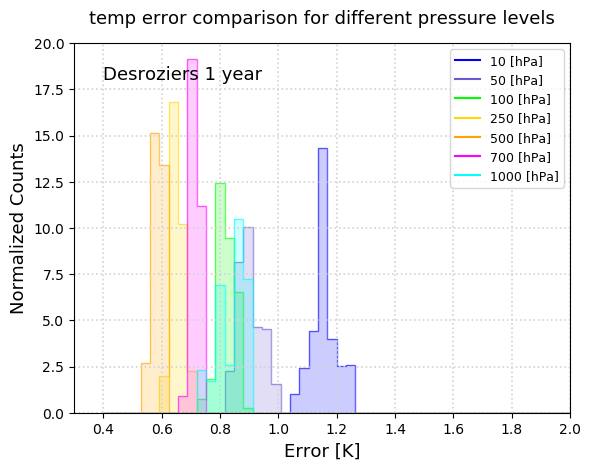 temp error comparison for different pressure levels
Desroziers 1 year
10 [hPa]
50 [hPa]
100 [hPa]
250 [hPa]
500 [hPa]
700 [hPa]
1000 [hPa]
Normalized Counts
20.0
17.5
15.0
12.5
10.0
7.5
5.0
2.5
0.0
0.4 0.6 0.8 1.0 1.2 1.4 1.6 1.8 2.0
Error [K]